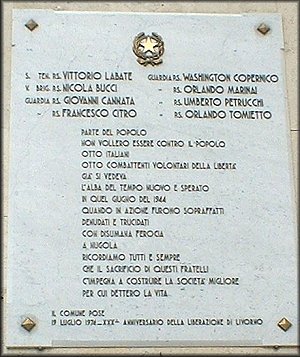 S. TEN. RS. VITTORIO LABATE GUARDIA RS. WASHINGTON COPERNICO
V. BRIG. RS. NICOLA BUCCI - RS. ORLANDO MARINAI
GUARDIA RS. GIOVANNI CANNATA - RS. UMBERTO PETRUCCHI
- RS. FRANCESCO CITRO - RS. ORLANDO TOMIETTO
PARTE DEL POPOLO
NON VOLLERO ESSERE CONTRO IL POPOLO
OTTO ITALIANI
OTTO COMBATTENTI VOLONTARI DELLA LIBERTA'
GIA' SI VEDEVA
L'ALBA DEL TEMPO NUOVO E SPERATO
IN QUEL GIUGNO DEL 1944
QUANDO IN AZIONE FURONO SOPRAFFATTI
DENUDATI E TRUCIDATI
CON DISUMANA FEROCIA
A NUGOLA
RICORDIAMO TUTTI E SEMPRE
CHE IL SACRIFICIO DI QUESTI FRATELLI
C'IMPEGNA A COSTRUIRE LA SOCIETA' MIGLIORE
PER CUI DETTERO LA VITA
IL COMUNE POSE
19 LUGLIO 1974 - XXX° ANNIVERSARIO DELLA LIBERAZIONE DI LIVORNO